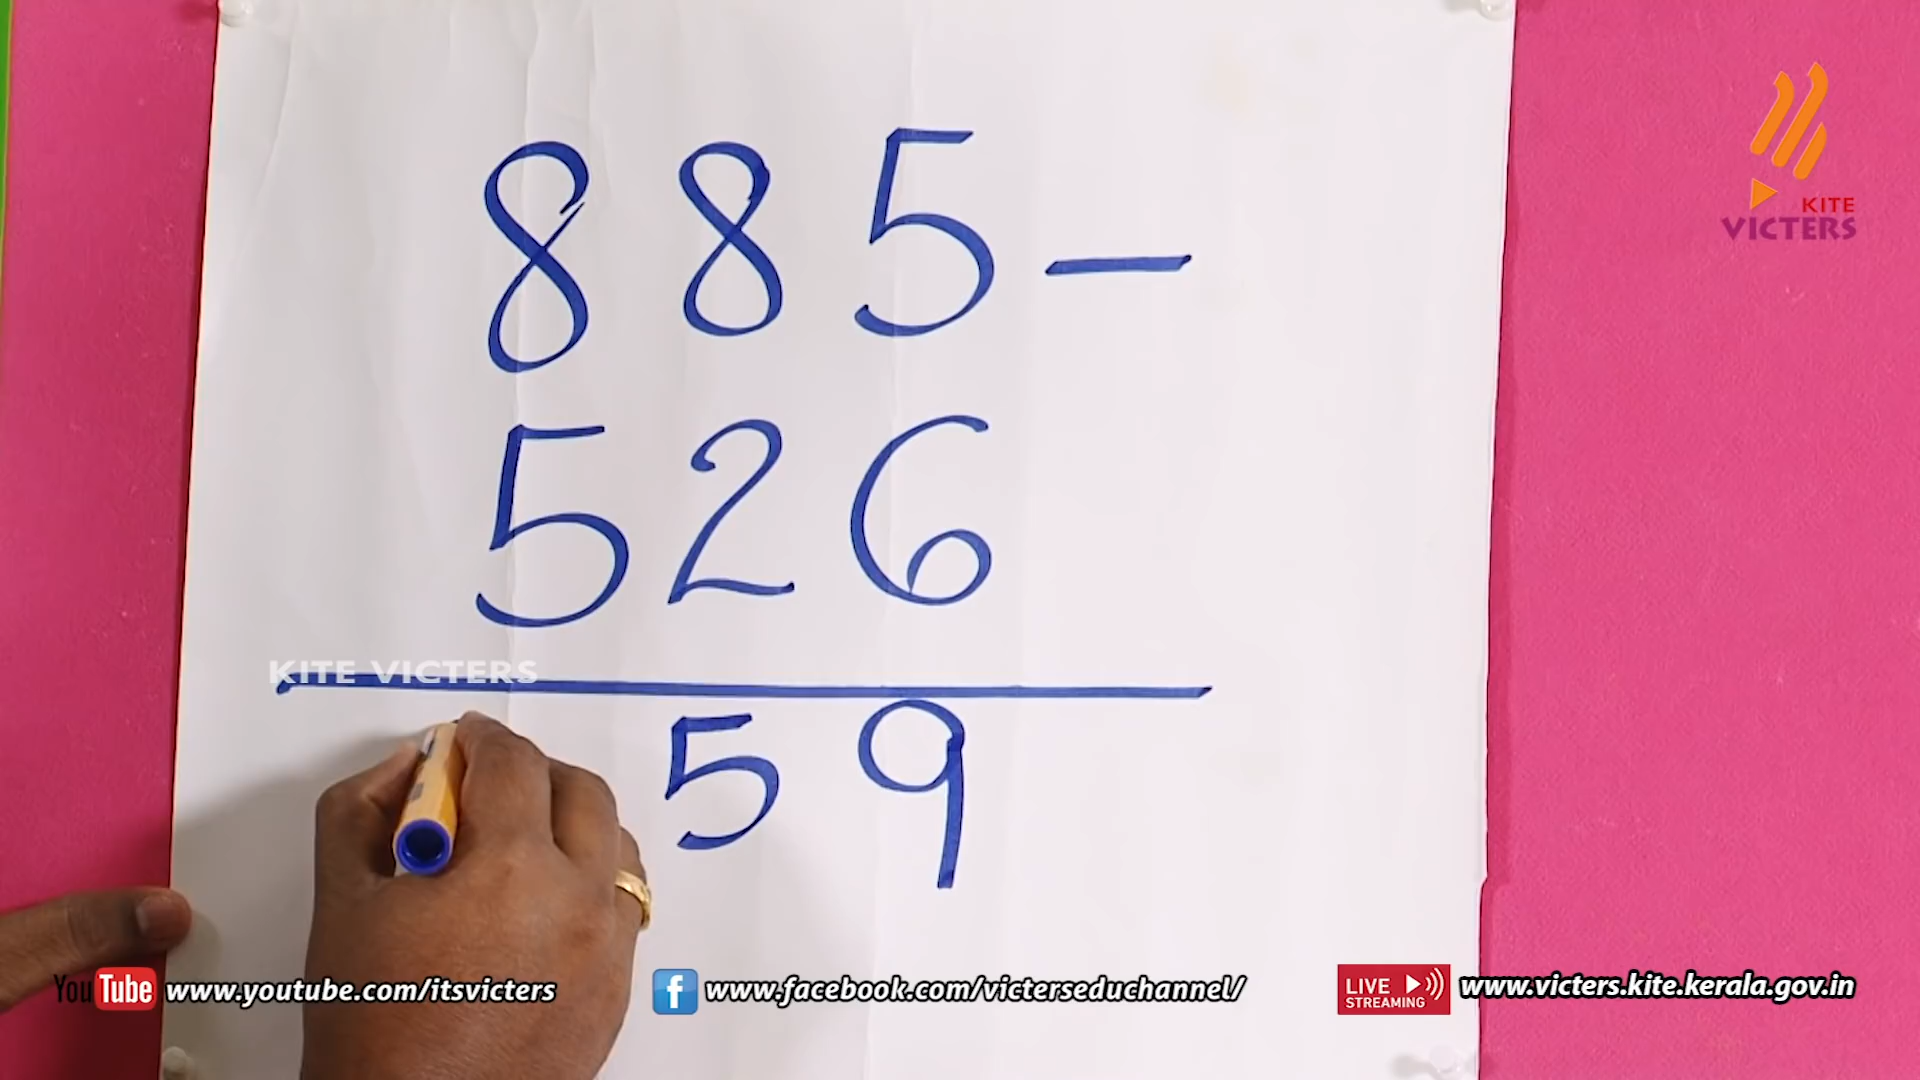 885 –
526
KITE VICTERS
59
KITE
VICTERS
YouTube www.youtube.com/itsvicters
f www.facebook.com/victerseduchannel/
LIVE STREAMING www.victers.kite.kerala.gov.in